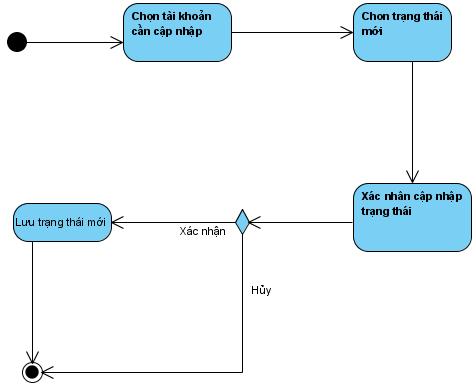 Chọn tài khoản
cần cập nhập
Chon trạng thái
mới
Xác nhân cập nhập
trạng thái
Lưu trạng thái mới
Xác nhận
Hủy